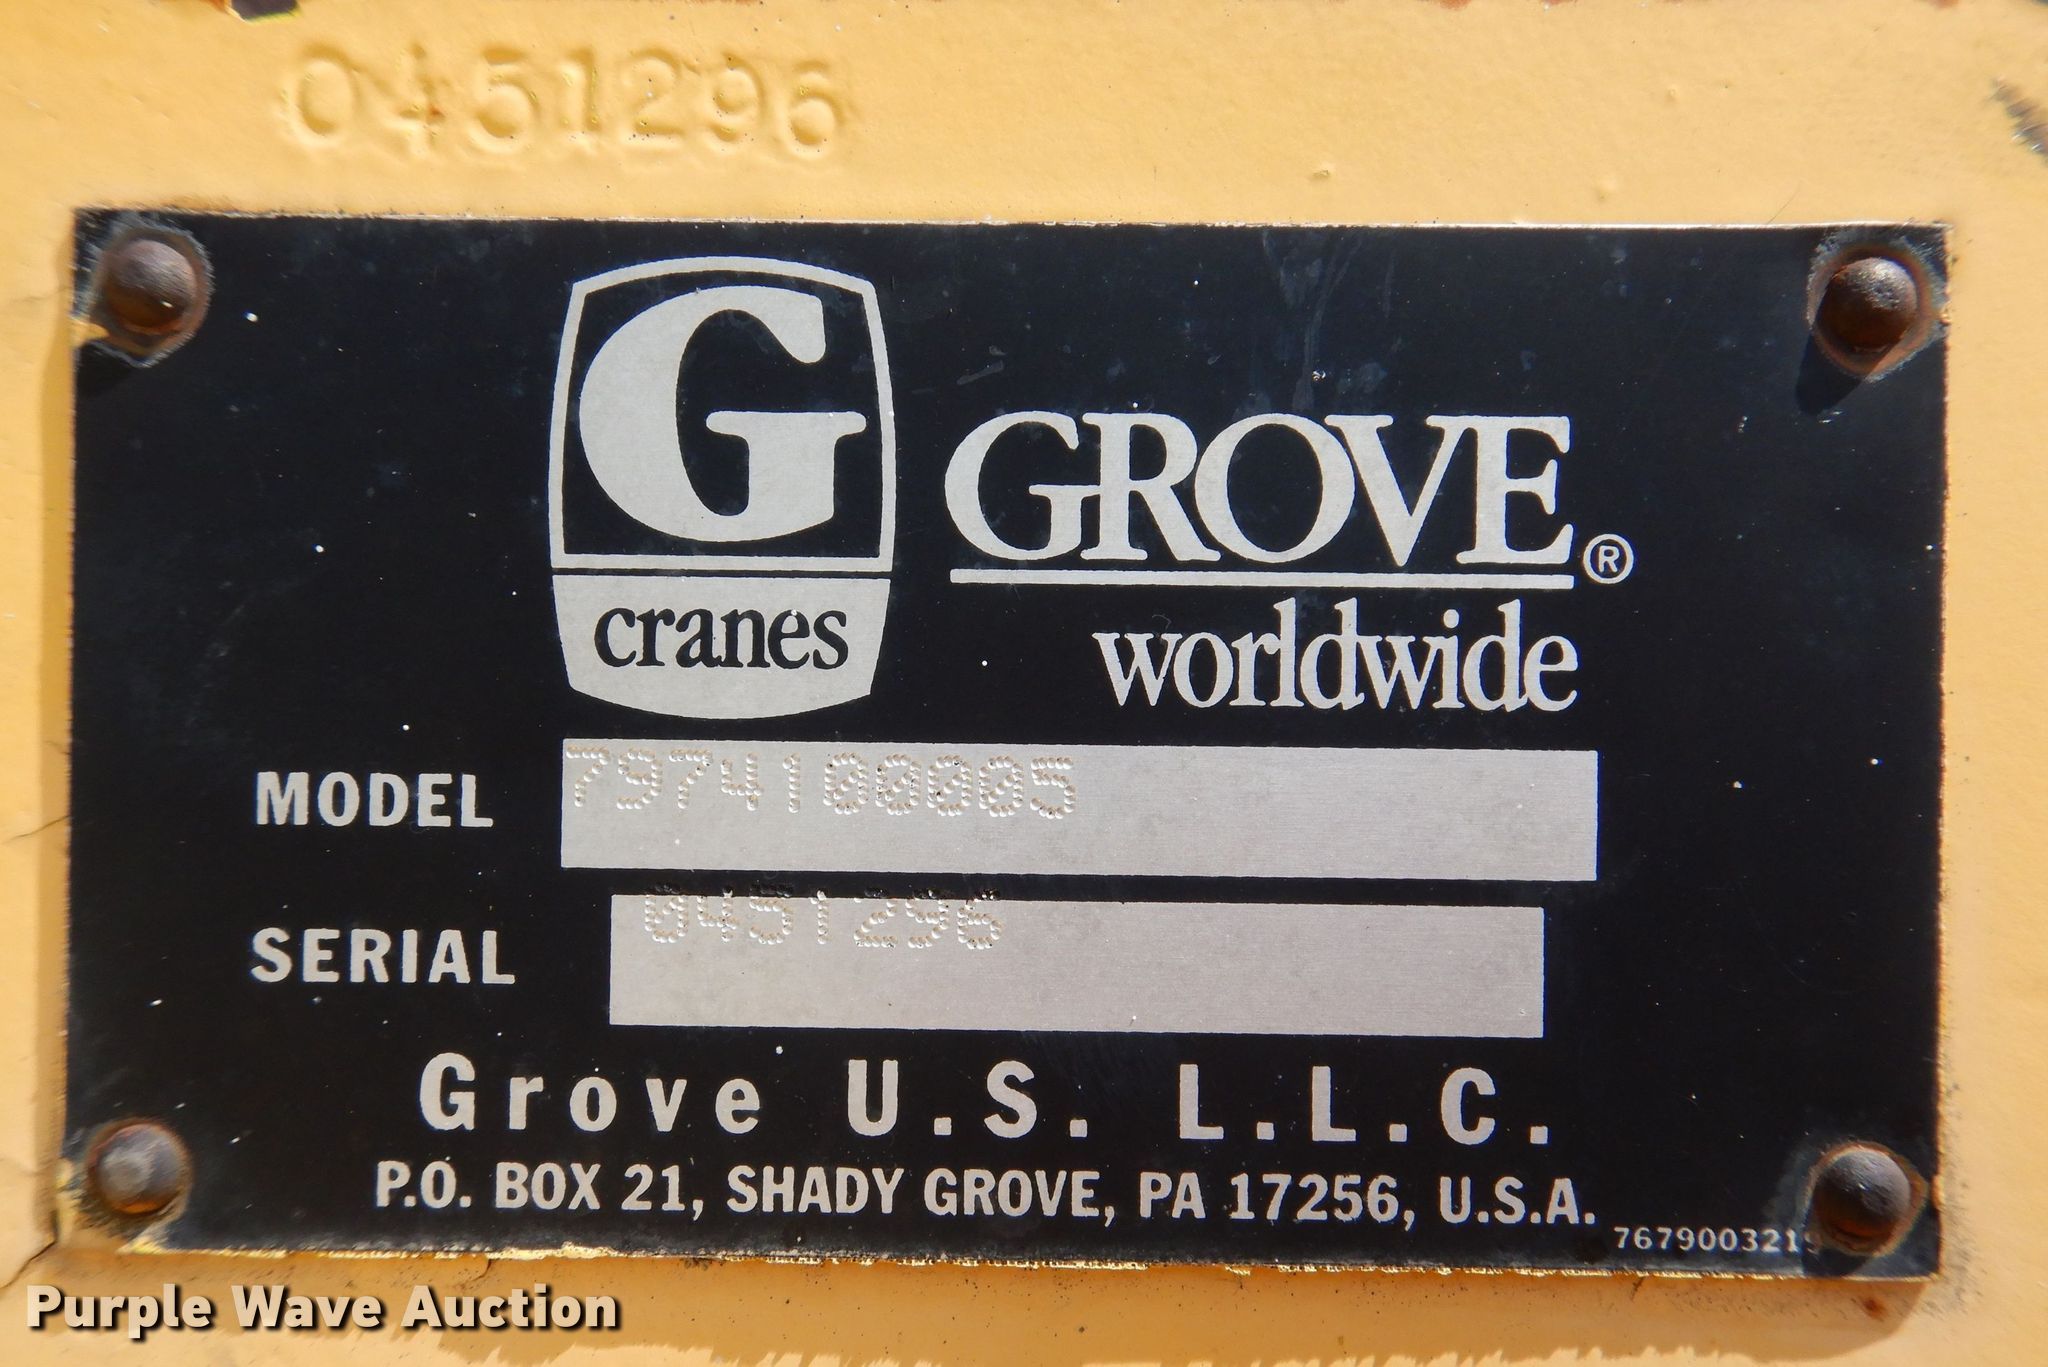 0451296
G
cranes
GROVE®
worldwide
MODEL 7974100005
SERIAL 0451296
Grove U.S. L.L.C.
P.O. BOX 21, SHADY GROVE, PA 17256, U.S.A.
Purple Wave Auction